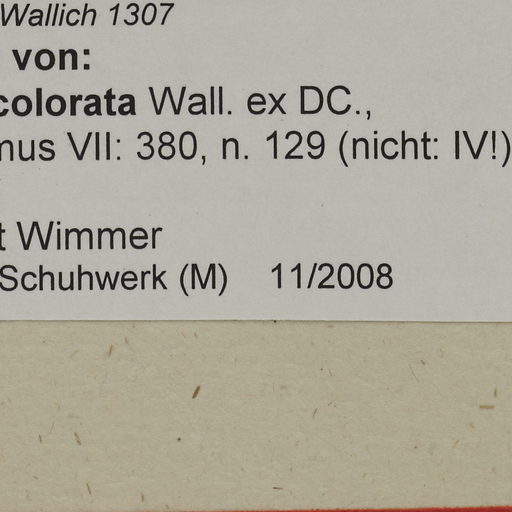 Wallich 1307
von:
colorata Wall. ex DC.,
mus VII: 380, n. 129 (nicht: IV!)
t Wimmer
Schuhwerk (M) 11/2008